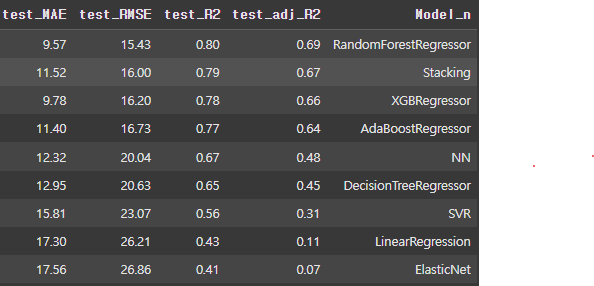 test_MAE test_RMSE test_R2 test_adj_R2 Model_n
9.57 15.43 0.80 0.69 RandomForestRegressor
11.52 16.00 0.79 0.67 Stacking
9.78 16.20 0.78 0.66 XGBRegressor
11.40 16.73 0.77 0.64 AdaBoostRegressor
12.32 20.04 0.67 0.48 NN
12.95 20.63 0.65 0.45 DecisionTreeRegressor
15.81 23.07 0.56 0.31 SVR
17.30 26.21 0.43 0.11 LinearRegression
17.56 26.86 0.41 0.07 ElasticNet